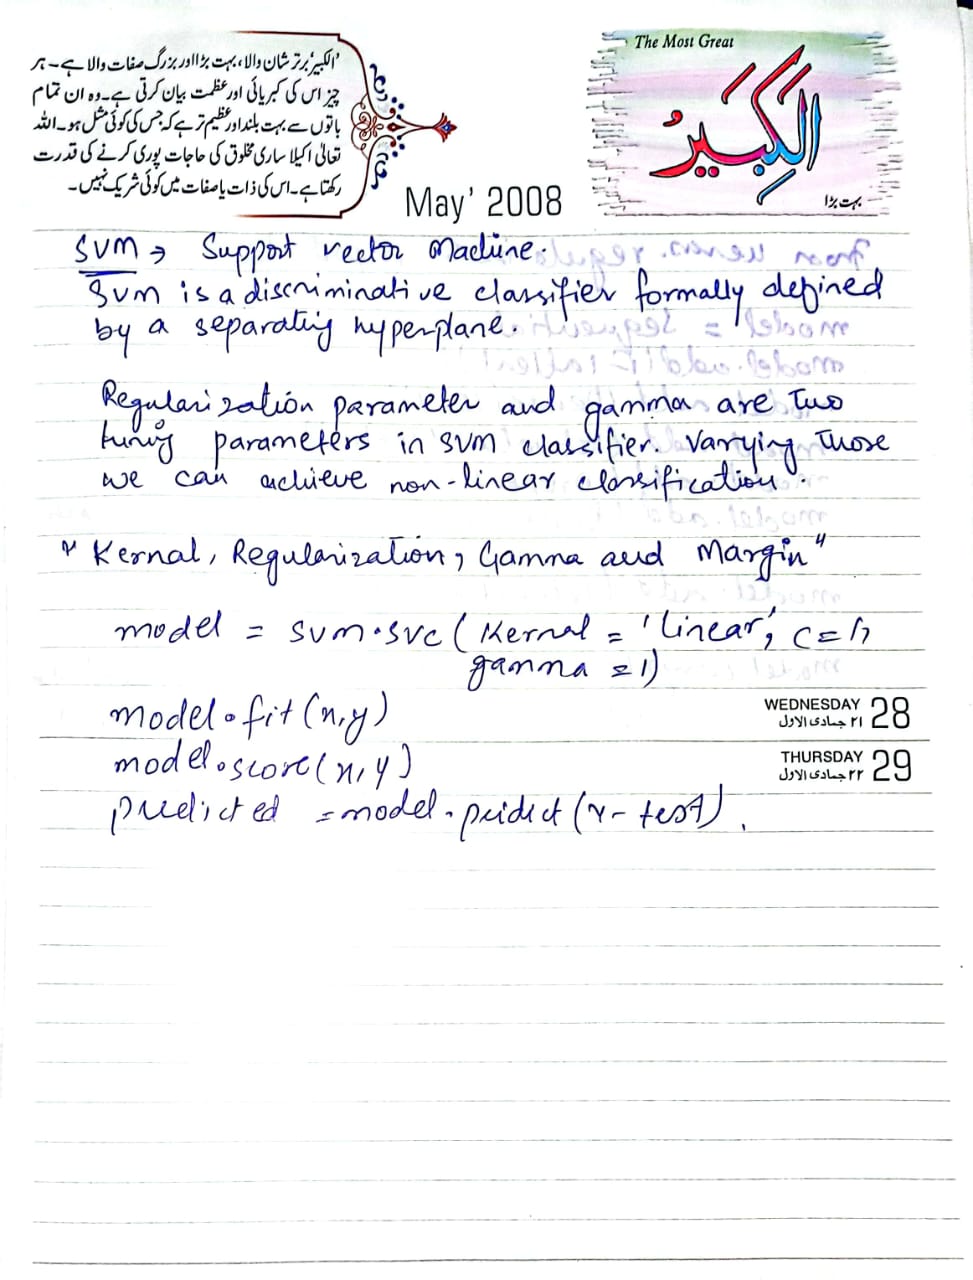 'الکبیر' برتر شان والا، بہت بڑا اور بزرگ صفات والا ہے۔ ہر
چیز اس کی کبریائی اور عظمت بیان کرتی ہے۔ وہ ان تمام
باتوں سے بہت بلند اور عظیم تر ہے کہ جس کی کوئی مثل ہو۔ اللہ
تعالیٰ اکیلا ساری مخلوق کی حاجات پوری کرنے کی قدرت
رکھتا ہے۔ اس کی ذات یا صفات میں کوئی شریک نہیں۔
The Most Great
الْكَبِيْرُ
بہت بڑا
May' 2008
SVM → Support vector Machine.
SVM is a discriminative classifier formally defined
by a separating hyperplane.
Regularization parameter and gamma are two
tuning parameters in SVM classifier. Varying those
we can achieve non-linear classification.
"Kernal, Regularization, Gamma and Margin"
model = svm.svc(Kernal = 'linear', c=1,
gamma =1)
model.fit(x,y)
model.score(x,y)
predicted = model.pridict(x-test).
WEDNESDAY 28
۲۱ جمادی الاول
THURSDAY 29
۲۲ جمادی الاول